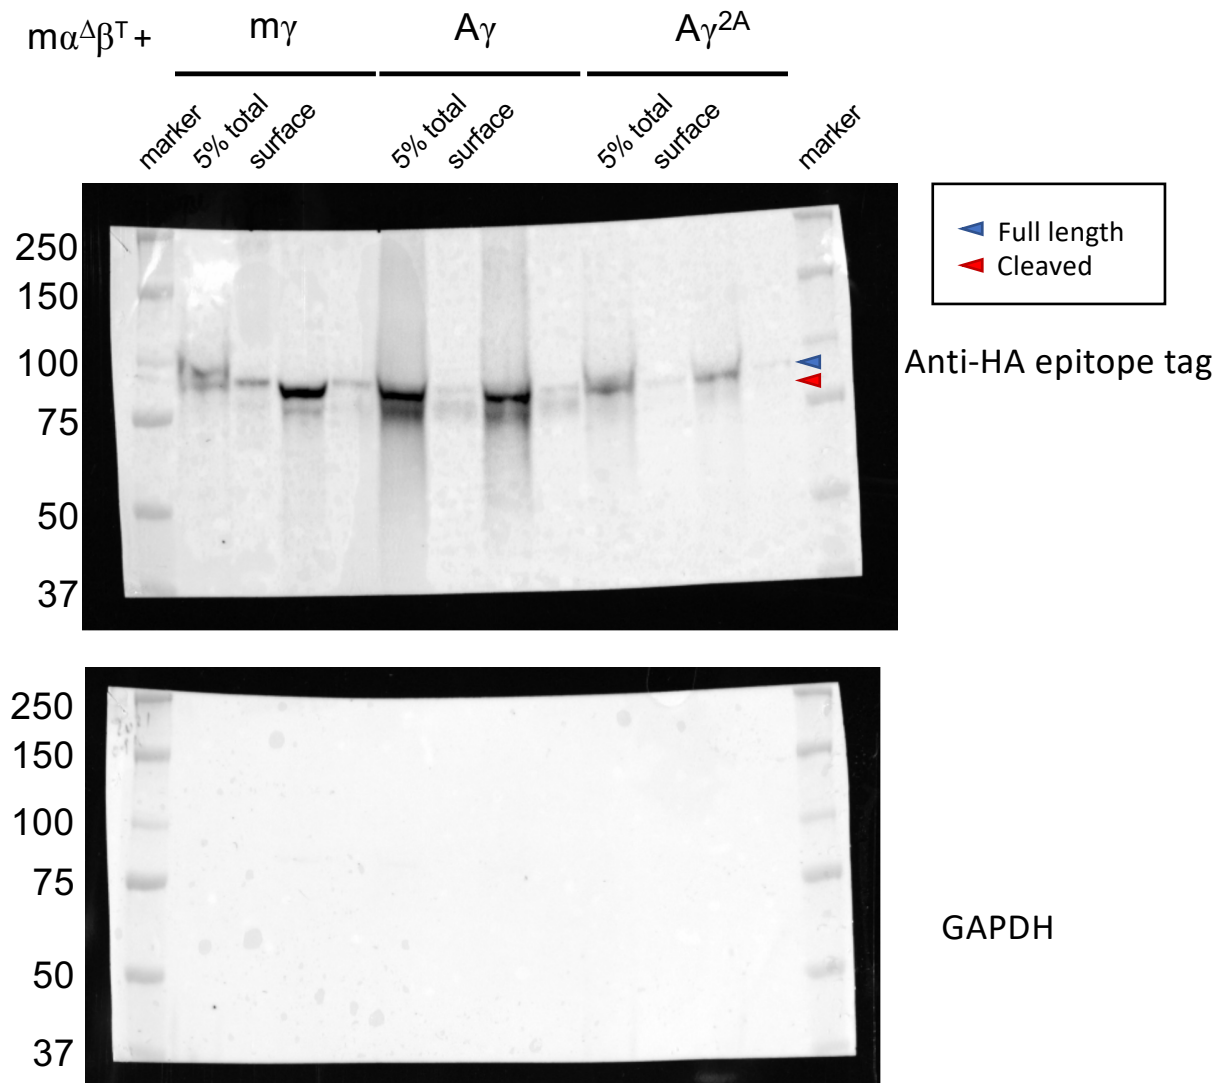 mα^Δβ^T + mγ Aγ Aγ^2A
marker 5% total surface 5% total surface 5% total surface marker
250
150
100
75
50
37
Full length
Cleaved
Anti-HA epitope tag
250
150
100
75
50
37
GAPDH